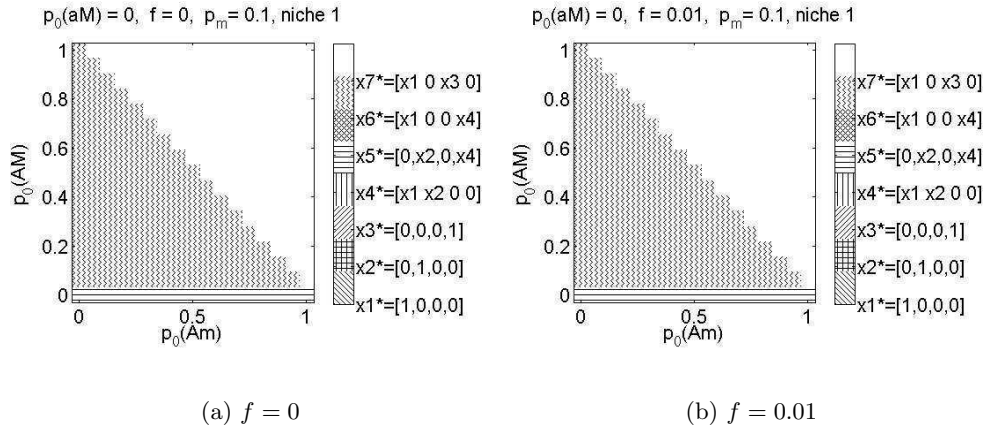 p0(aM) = 0, f = 0, pm= 0.1, niche 1
1
0.8
0.6
0.4
0.2
0
p0(AM)
0
0.5
1
p0(Am)
x7*=[x1 0 x3 0]
x6*=[x1 0 0 x4]
x5*=[0,x2,0,x4]
x4*=[x1 x2 0 0]
x3*=[0,0,0,1]
x2*=[0,1,0,0]
x1*=[1,0,0,0]
(a) f = 0
p0(aM) = 0, f = 0.01, pm= 0.1, niche 1
1
0.8
0.6
0.4
0.2
0
p0(AM)
0
0.5
1
p0(Am)
x7*=[x1 0 x3 0]
x6*=[x1 0 0 x4]
x5*=[0,x2,0,x4]
x4*=[x1 x2 0 0]
x3*=[0,0,0,1]
x2*=[0,1,0,0]
x1*=[1,0,0,0]
(b) f = 0.01